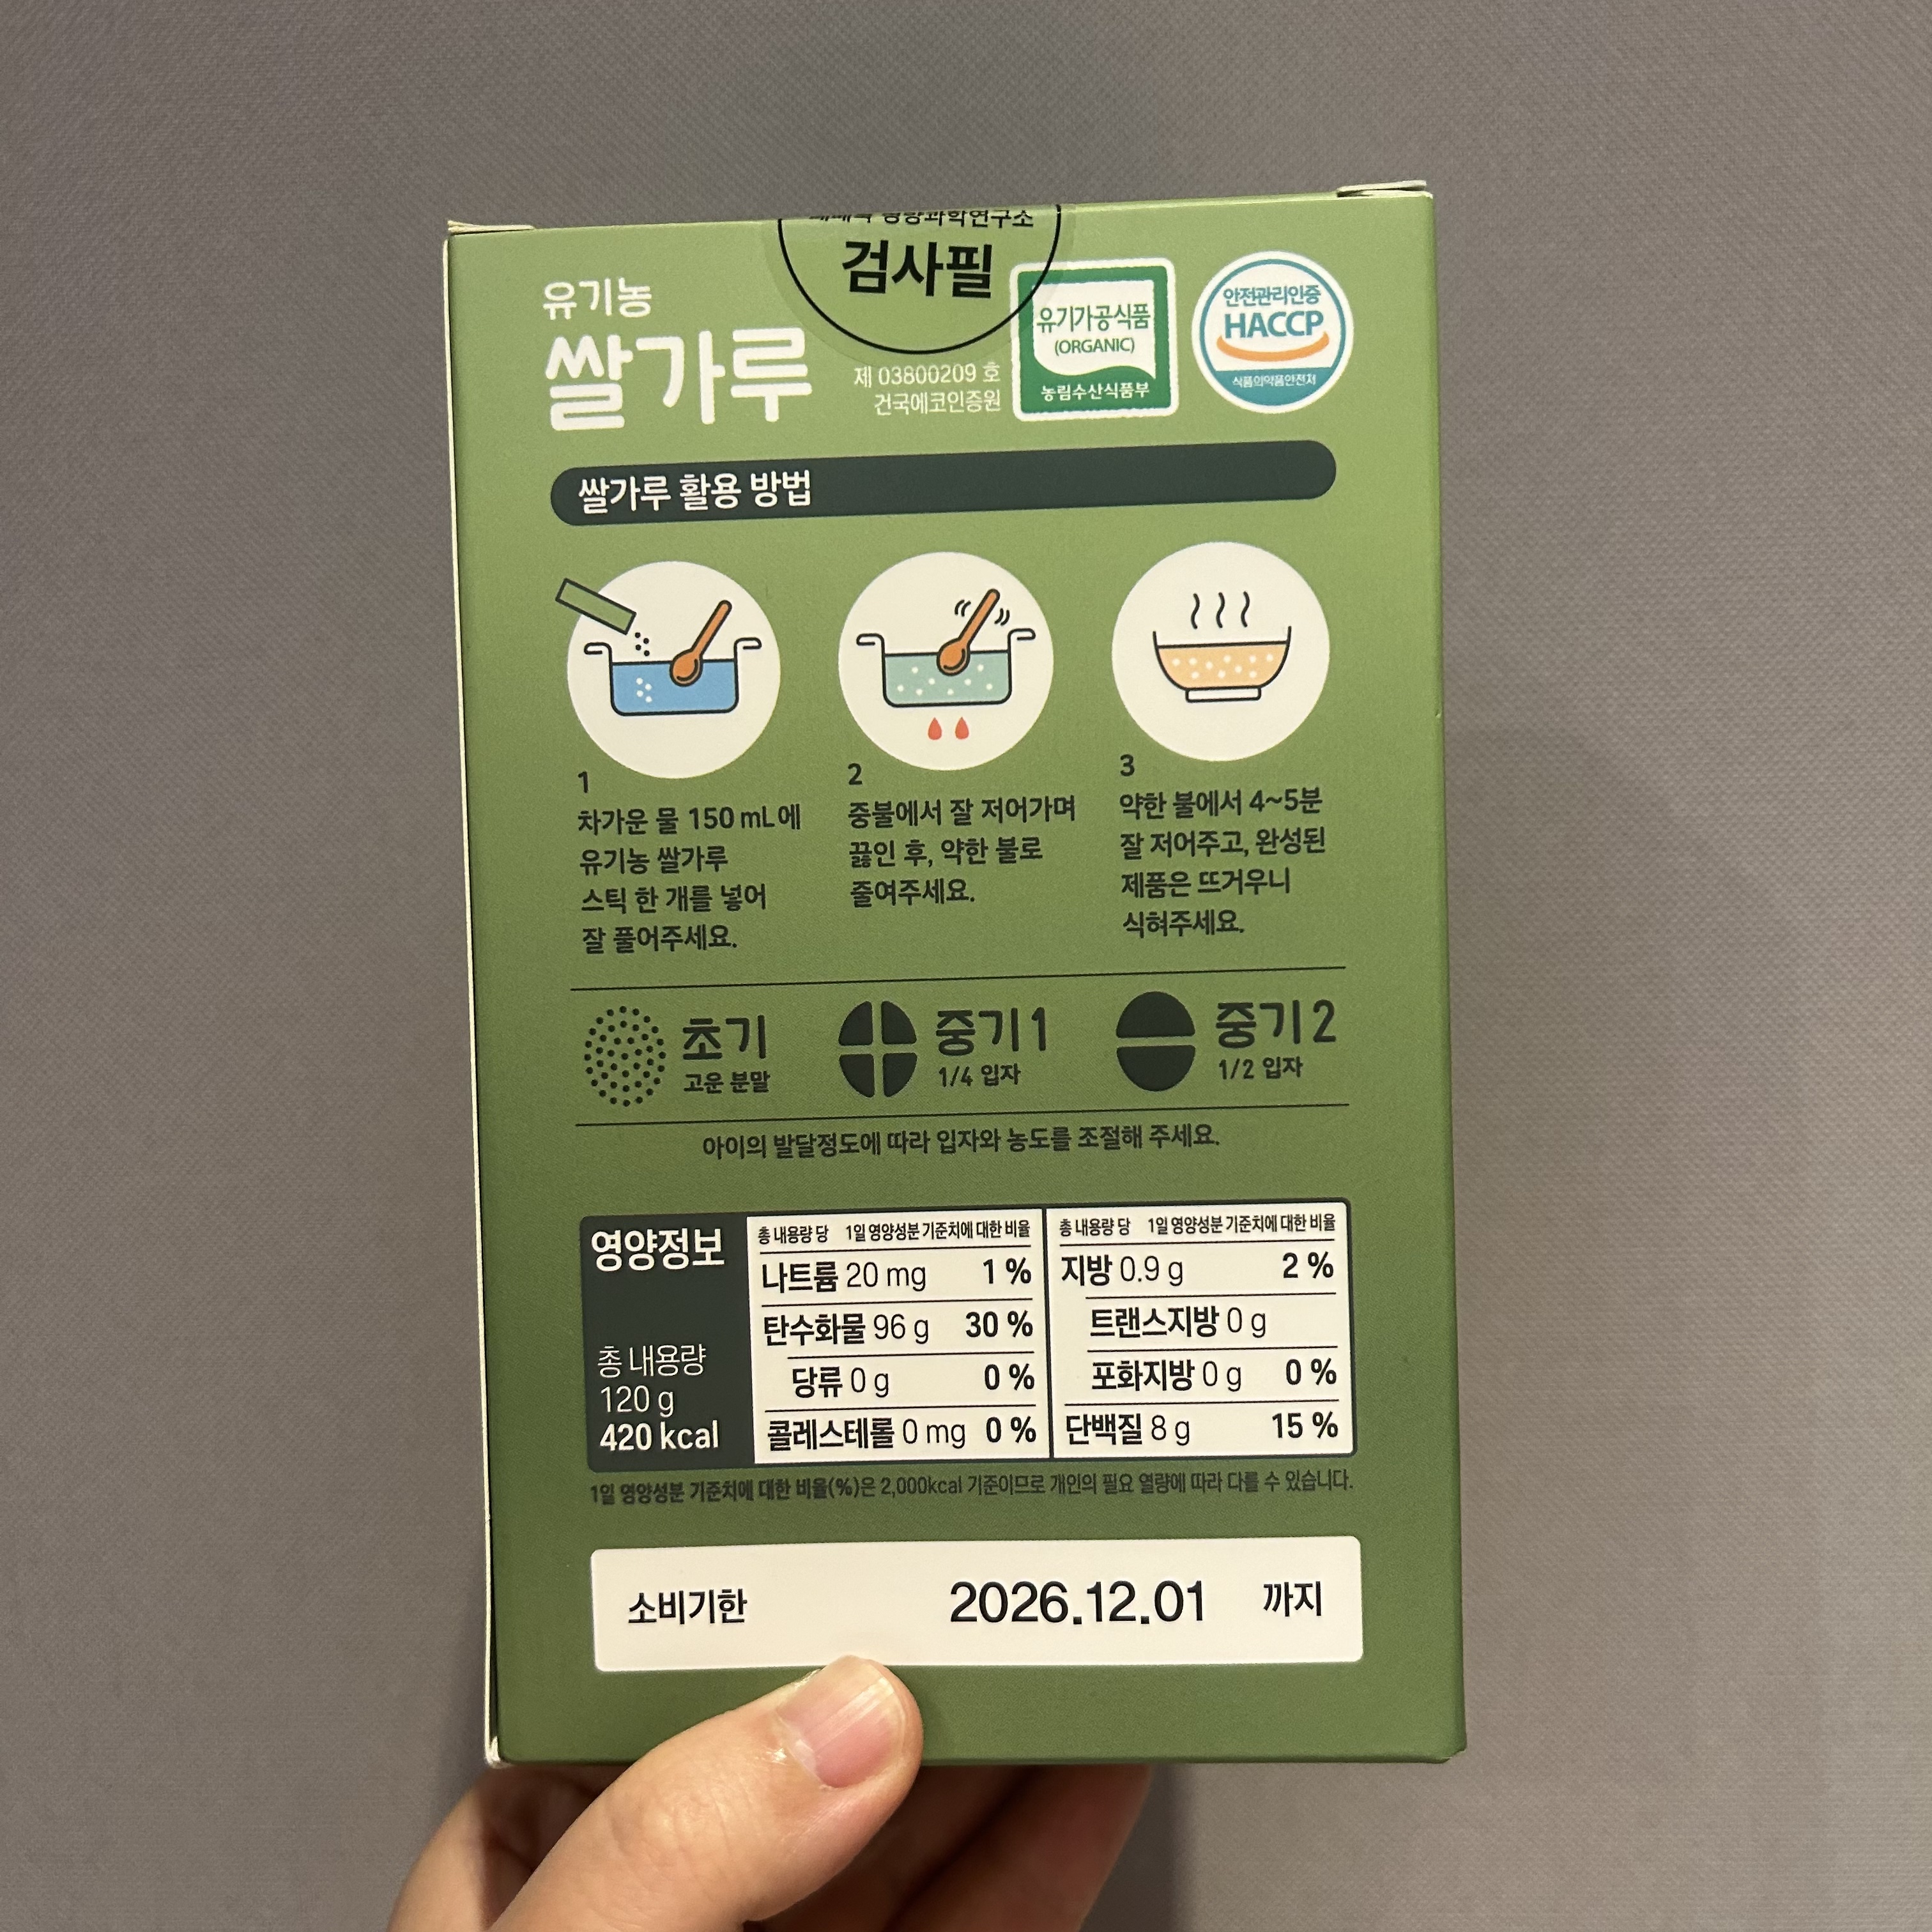 영양과학연구소
검사필
유기농
쌀가루
제 03800209 호
건국에코인증원
유기가공식품
(ORGANIC)
농림수산식품부
안전관리인증
HACCP
식품의약품안전처
쌀가루 활용 방법
1
차가운 물 150 mL에
유기농 쌀가루
스틱 한 개를 넣어
잘 풀어주세요.
2
중불에서 잘 저어가며
끓인 후, 약한 불로
줄여주세요.
3
약한 불에서 4~5분
잘 저어주고, 완성된
제품은 뜨거우니
식혀주세요.
초기
고운 분말
중기 1
1/4 입자
중기 2
1/2 입자
아이의 발달정도에 따라 입자와 농도를 조절해 주세요.
영양정보
총 내용량
120 g
420 kcal
총 내용량 당 1일 영양성분 기준치에 대한 비율
나트륨 20 mg 1 %
탄수화물 96 g 30 %
당류 0 g 0 %
콜레스테롤 0 mg 0 %
총 내용량 당 1일 영양성분 기준치에 대한 비율
지방 0.9 g 2 %
트랜스지방 0 g
포화지방 0 g 0 %
단백질 8 g 15 %
1일 영양성분 기준치에 대한 비율(%)은 2,000kcal 기준이므로 개인의 필요 열량에 따라 다를 수 있습니다.
소비기한 2026.12.01 까지